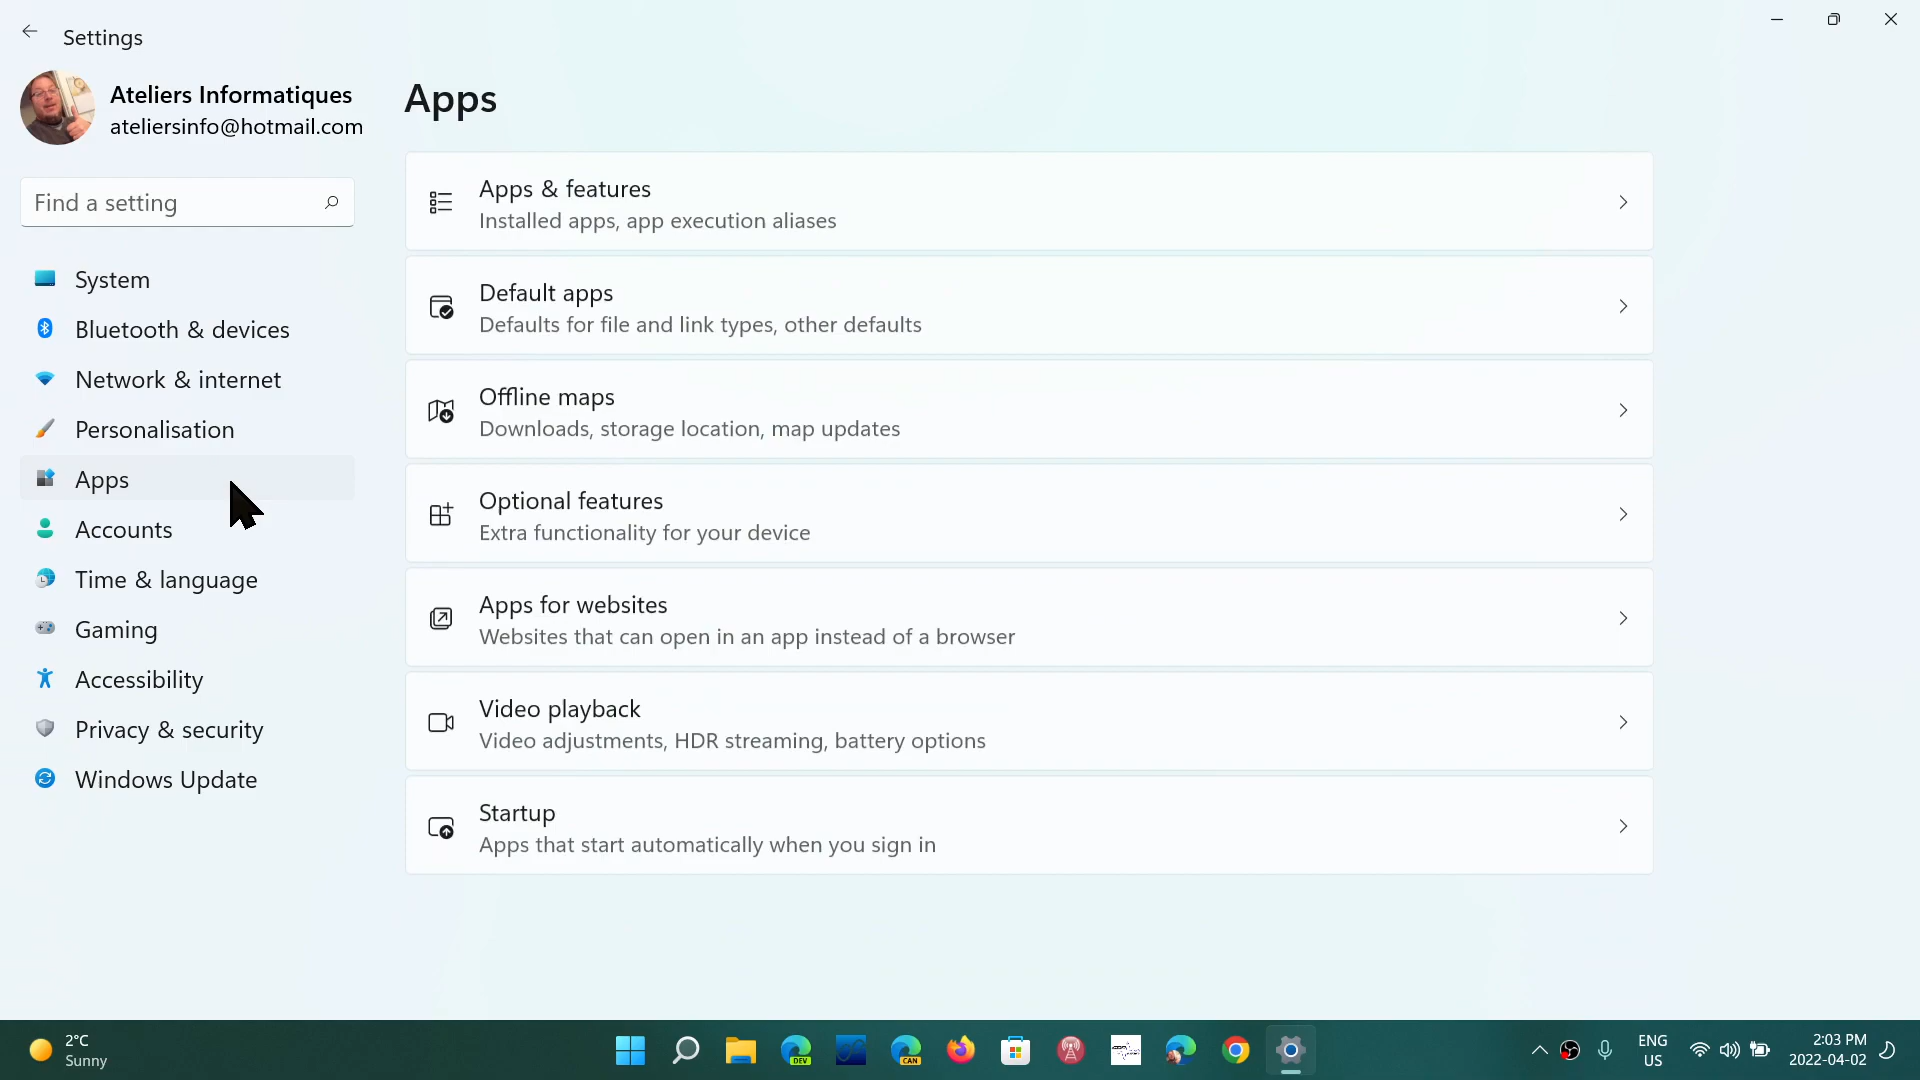 Settings
Ateliers Informatiques
ateliersinfo@hotmail.com
Find a setting
System
Bluetooth & devices
Network & internet
Personalisation
Apps
Accounts
Time & language
Gaming
Accessibility
Privacy & security
Windows Update
Apps
Apps & features
Installed apps, app execution aliases
Default apps
Defaults for file and link types, other defaults
Offline maps
Downloads, storage location, map updates
Optional features
Extra functionality for your device
Apps for websites
Websites that can open in an app instead of a browser
Video playback
Video adjustments, HDR streaming, battery options
Startup
Apps that start automatically when you sign in
2°C
Sunny
DEV
CAN
ENG
US
2:03 PM
2022-04-02